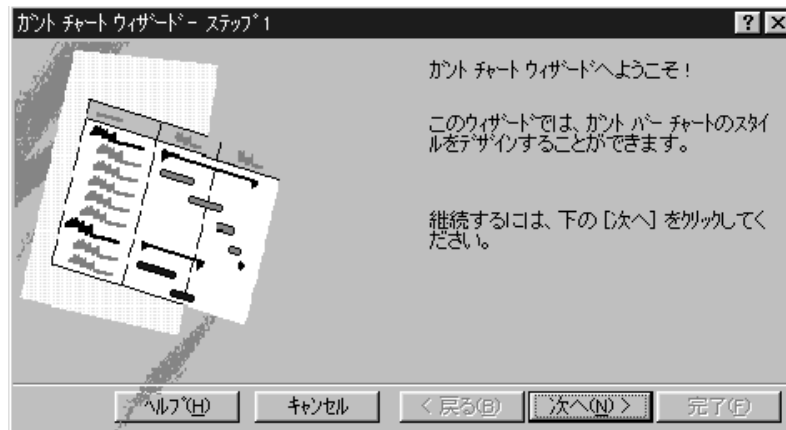 ガント チャート ウィザード - ステップ 1
ガント チャート ウィザードへようこそ！
このウィザードでは、ガント バー チャートのスタイ
ルをデザインすることができます。
継続するには、下の [次へ] をクリックしてく
ださい。
ヘルプ(H) キャンセル < 戻る(B) 次へ(N) > 完了(F)